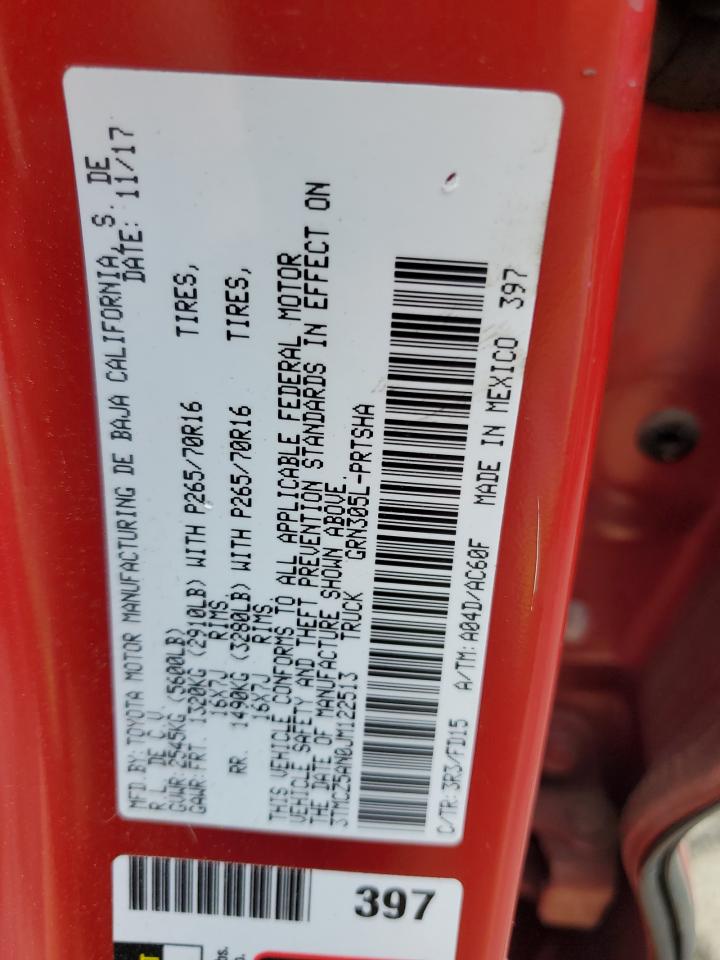 MFD.BY:TOYOTA MOTOR MANUFACTURING DE BAJA CALIFORNIA, S. DE
R.L. DE C.V. DATE: 11/17
GVWR:2545KG (5600LB)
GAWR:FRT. 1320KG (2910LB) WITH P265/70R16 TIRES,
16X7J RIMS
RR. 1490KG (3280LB) WITH P265/70R16 TIRES,
16X7J RIMS
THIS VEHICLE CONFORMS TO ALL APPLICABLE FEDERAL MOTOR
VEHICLE SAFETY AND THEFT PREVENTION STANDARDS IN EFFECT ON
THE DATE OF MANUFACTURE SHOWN ABOVE.
3TMCZ5AN0JM122513 TRUCK GRN305L-PRTSHA
C/TR:3R3/FD15 A/TM:A04D/AC60F MADE IN MEXICO 397
397